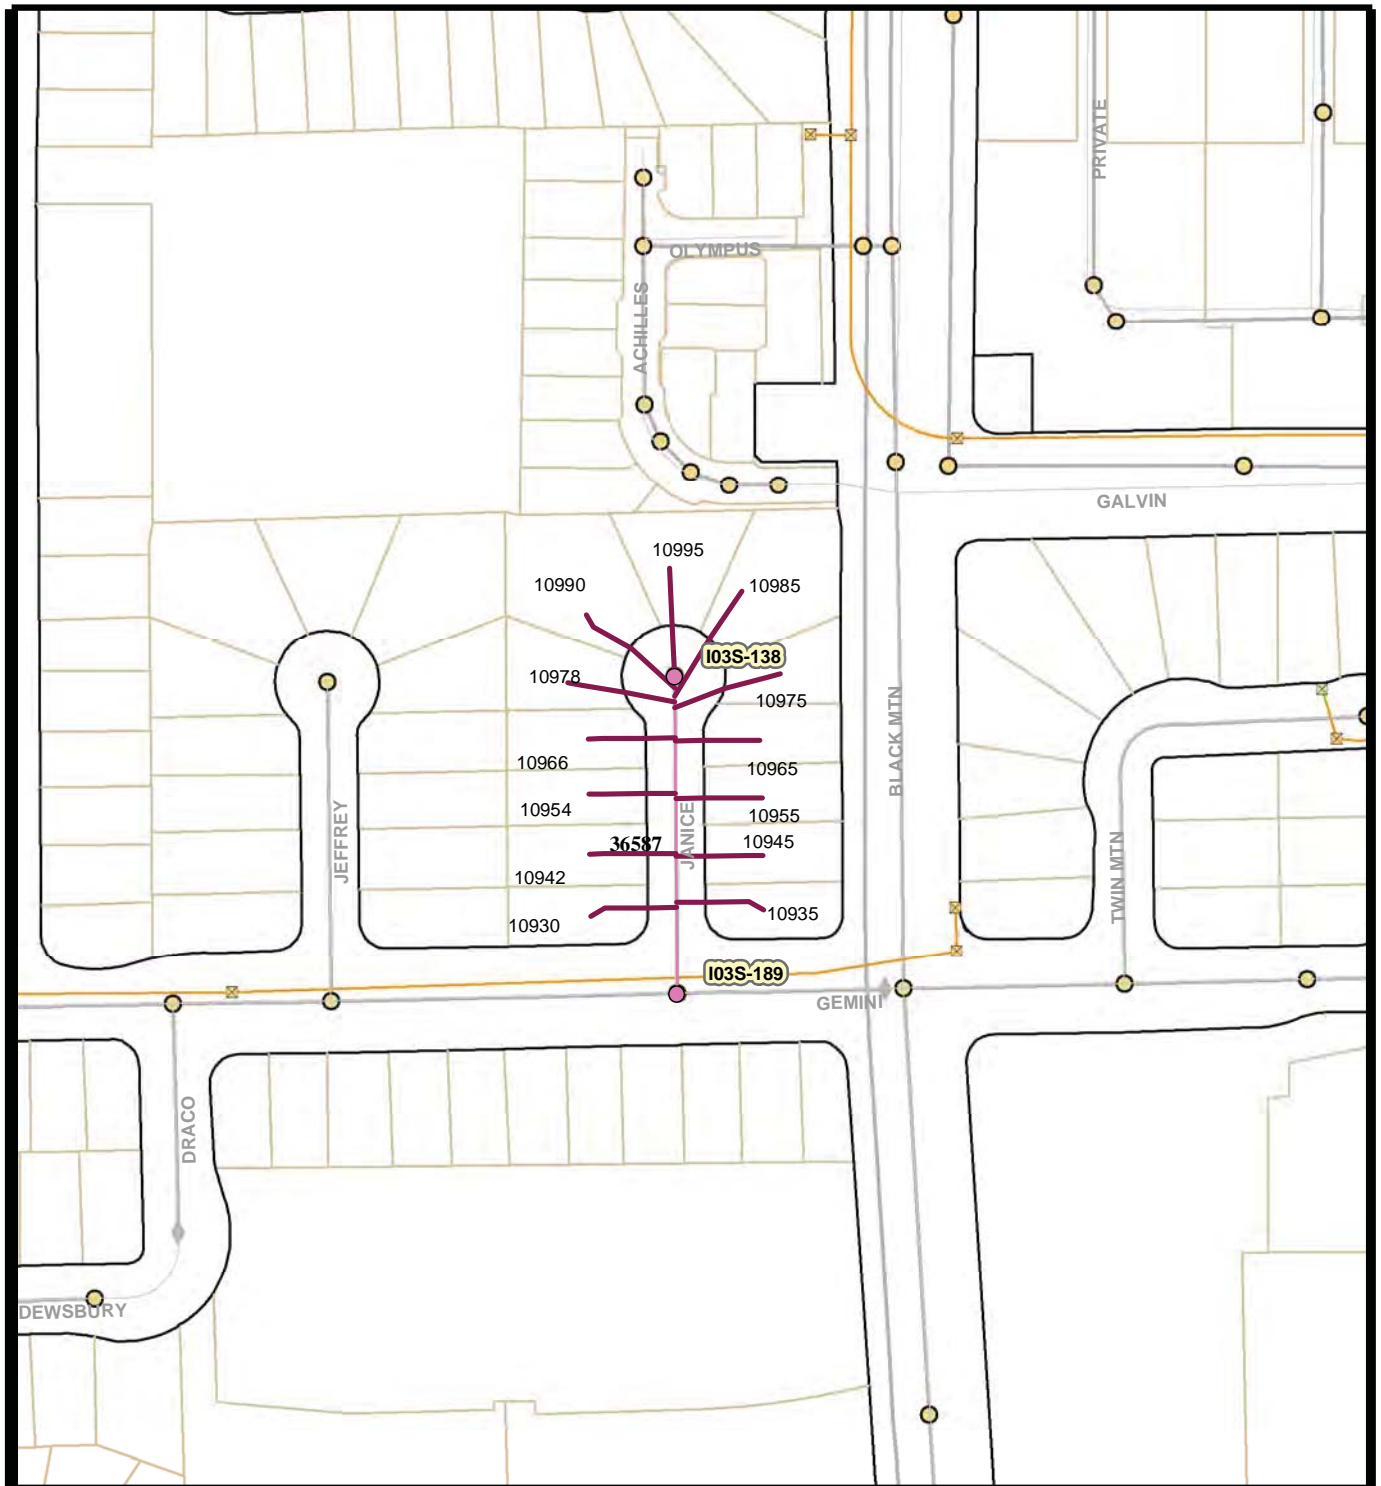 PRIVATE
OLYMPUS
ACHILLES
GALVIN
10995
10990
10985
I03S-138
10978
10975
BLACK MTN
10966
10965
10954
10955
JEFFREY
JANICE
36587
10945
TWIN MTN
10942
10935
10930
I03S-189
GEMINI
DRACO
DEWSBURY